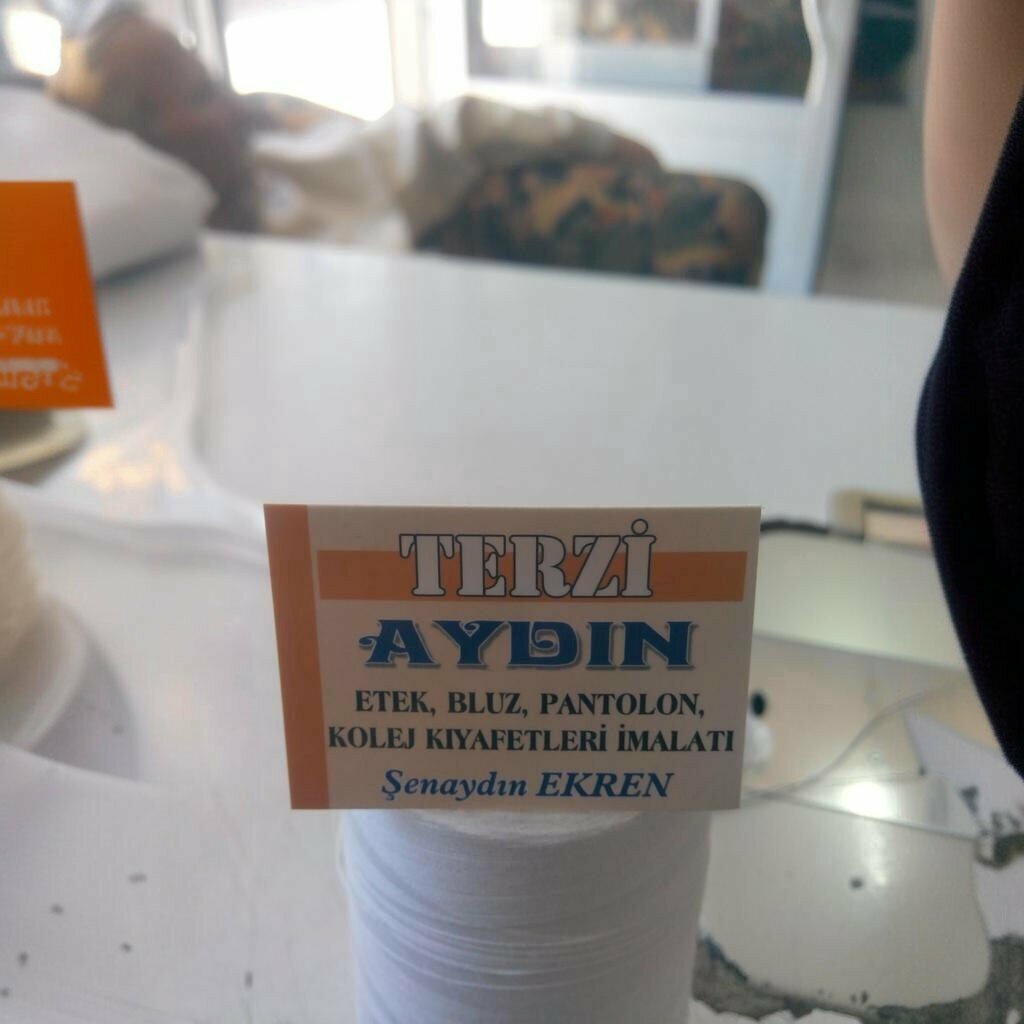 TERZİ
AYDIN
ETEK, BLUZ, PANTOLON,
KOLEJ KIYAFETLERİ İMALATI
Şenaydın EKREN